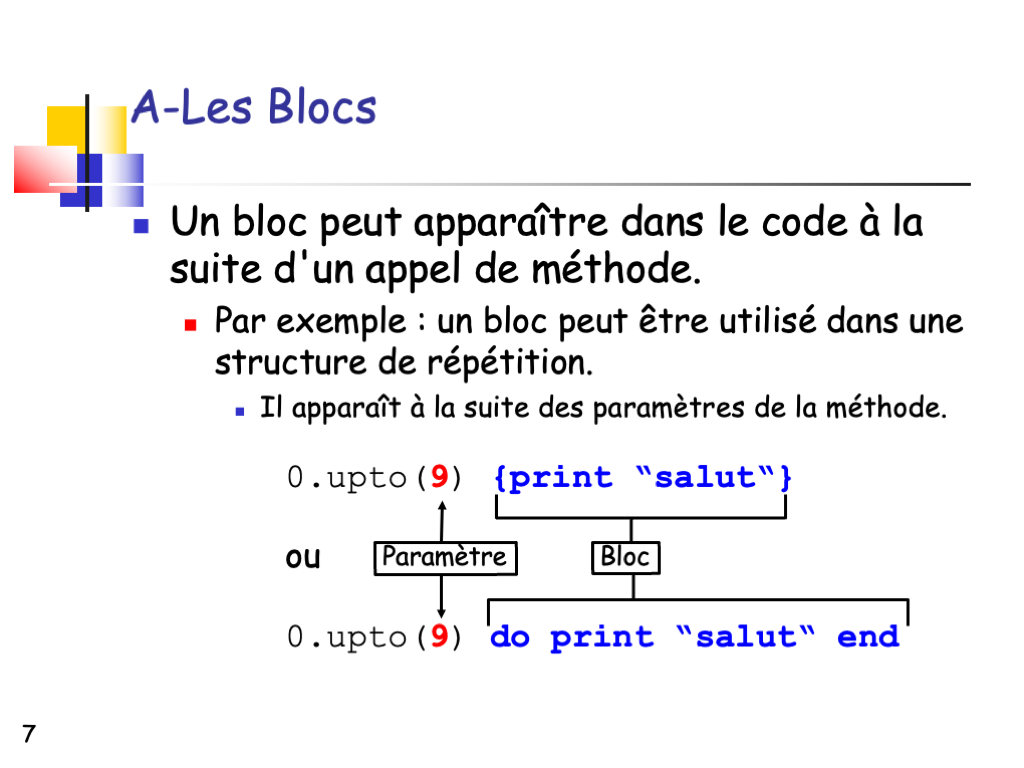 A-Les Blocs
Un bloc peut apparaître dans le code à la
suite d'un appel de méthode.
Par exemple : un bloc peut être utilisé dans une
structure de répétition.
Il apparaît à la suite des paramètres de la méthode.
0.upto(9) {print “salut“}
ou Paramètre Bloc
0.upto(9) do print “salut“ end
7